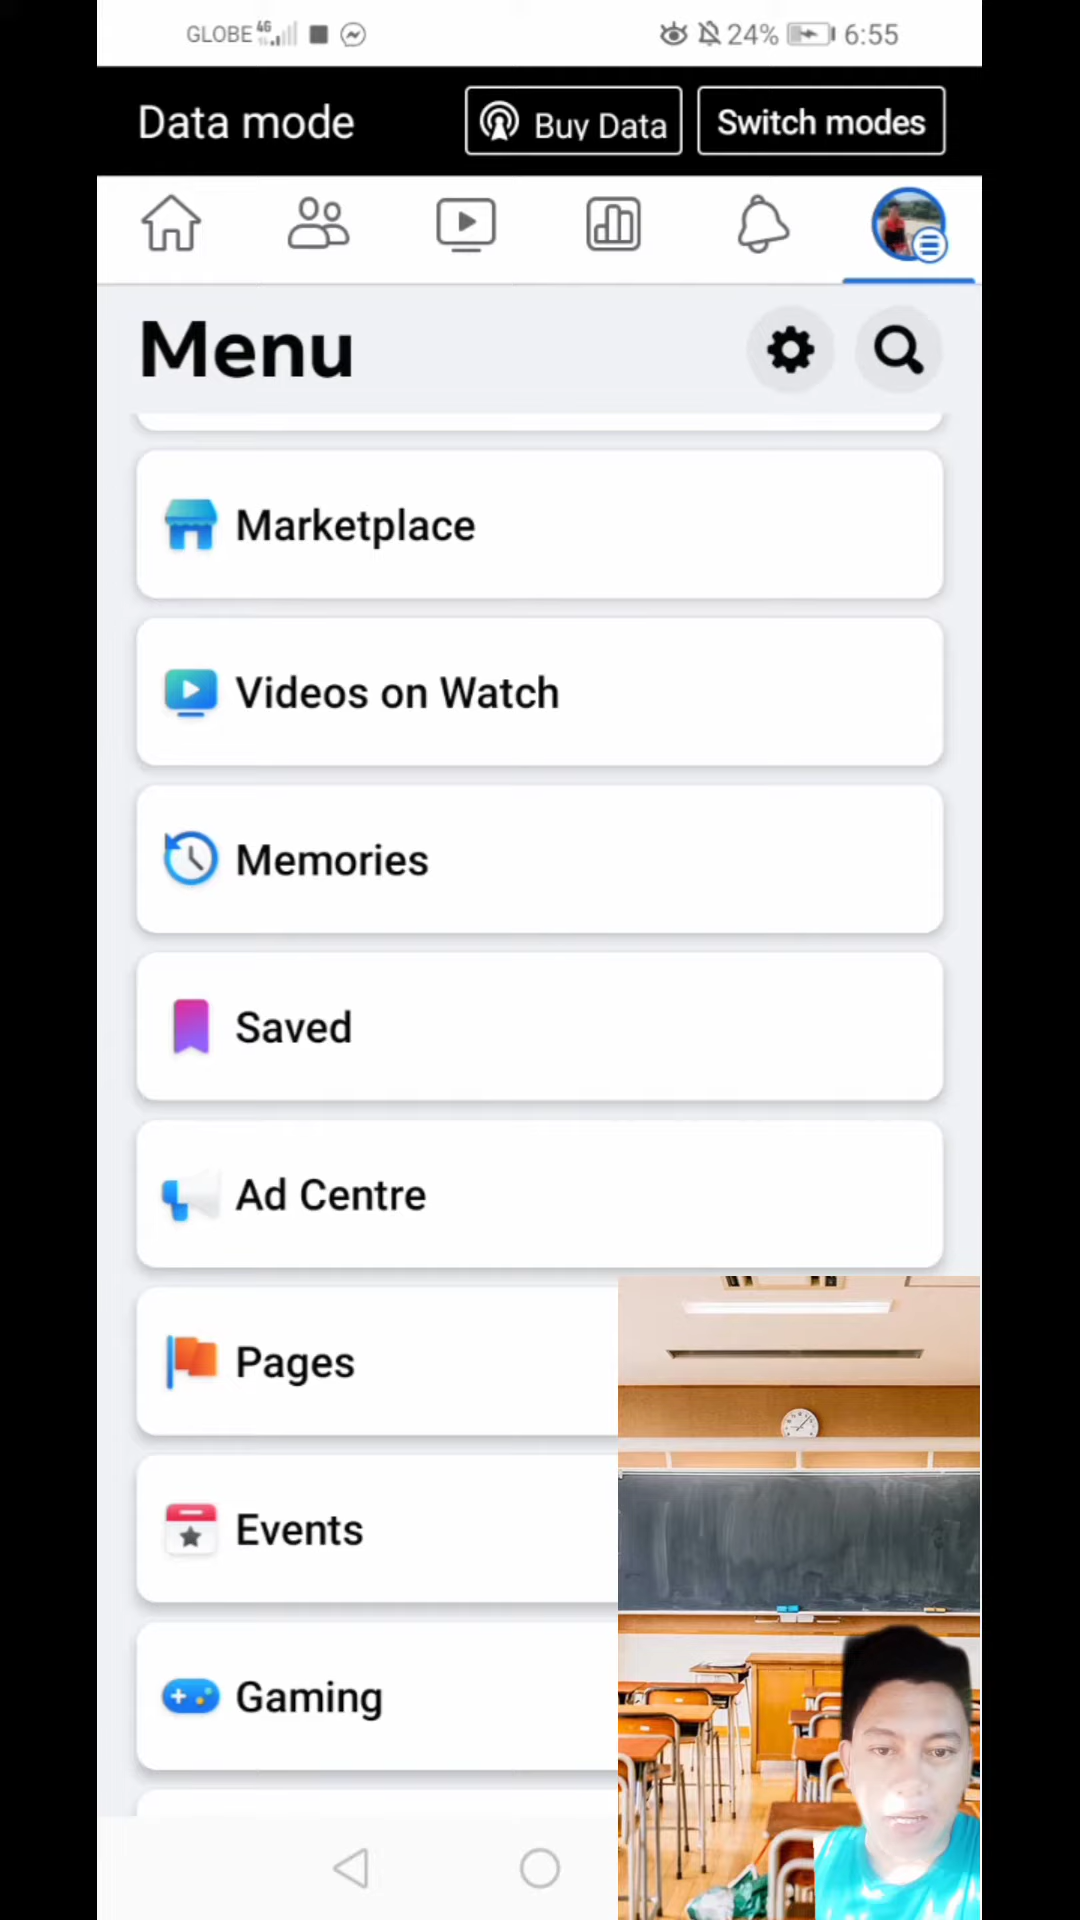 GLOBE 4G 24% 6:55
Data mode Buy Data Switch modes
Menu
Marketplace
Videos on Watch
Memories
Saved
Ad Centre
Pages
Events
Gaming